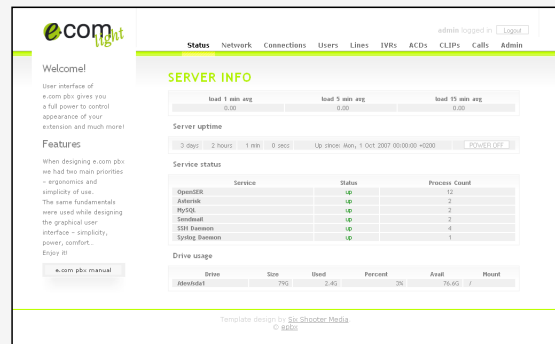 e.com light
admin logged in Logout
Status Network Connections Users Lines IVRs ACDs CLIPs Calls Admin
Welcome!
User interface of
e.com pbx gives you
a full power to control
appearance of your
extension and much more!
Features
When designing e.com pbx
we had two main priorities
– ergonomics and
simplicity of use.
The same fundamentals
were used while designing
the graphical user
interface – simplicity,
power, comfort...
Enjoy it!
e.com pbx manual
SERVER INFO
load 1 min avg load 5 min avg load 15 min avg
0.00 0.00 0.00
Server uptime
3 days 2 hours 1 min 0 secs Up since: Mon, 1 Oct 2007 00:00:00 +0200 POWER OFF
Service status
Service Status Process Count
OpenSER up 12
Asterisk up 2
MySQL up 2
Sendmail up 2
SSH Daemon up 4
Syslog Daemon up 1
Drive usage
Drive Size Used Percent Avail Mount
/dev/sda1 79G 2.4G 3% 76.6G /
Template design by Six Shooter Media.
© epbx